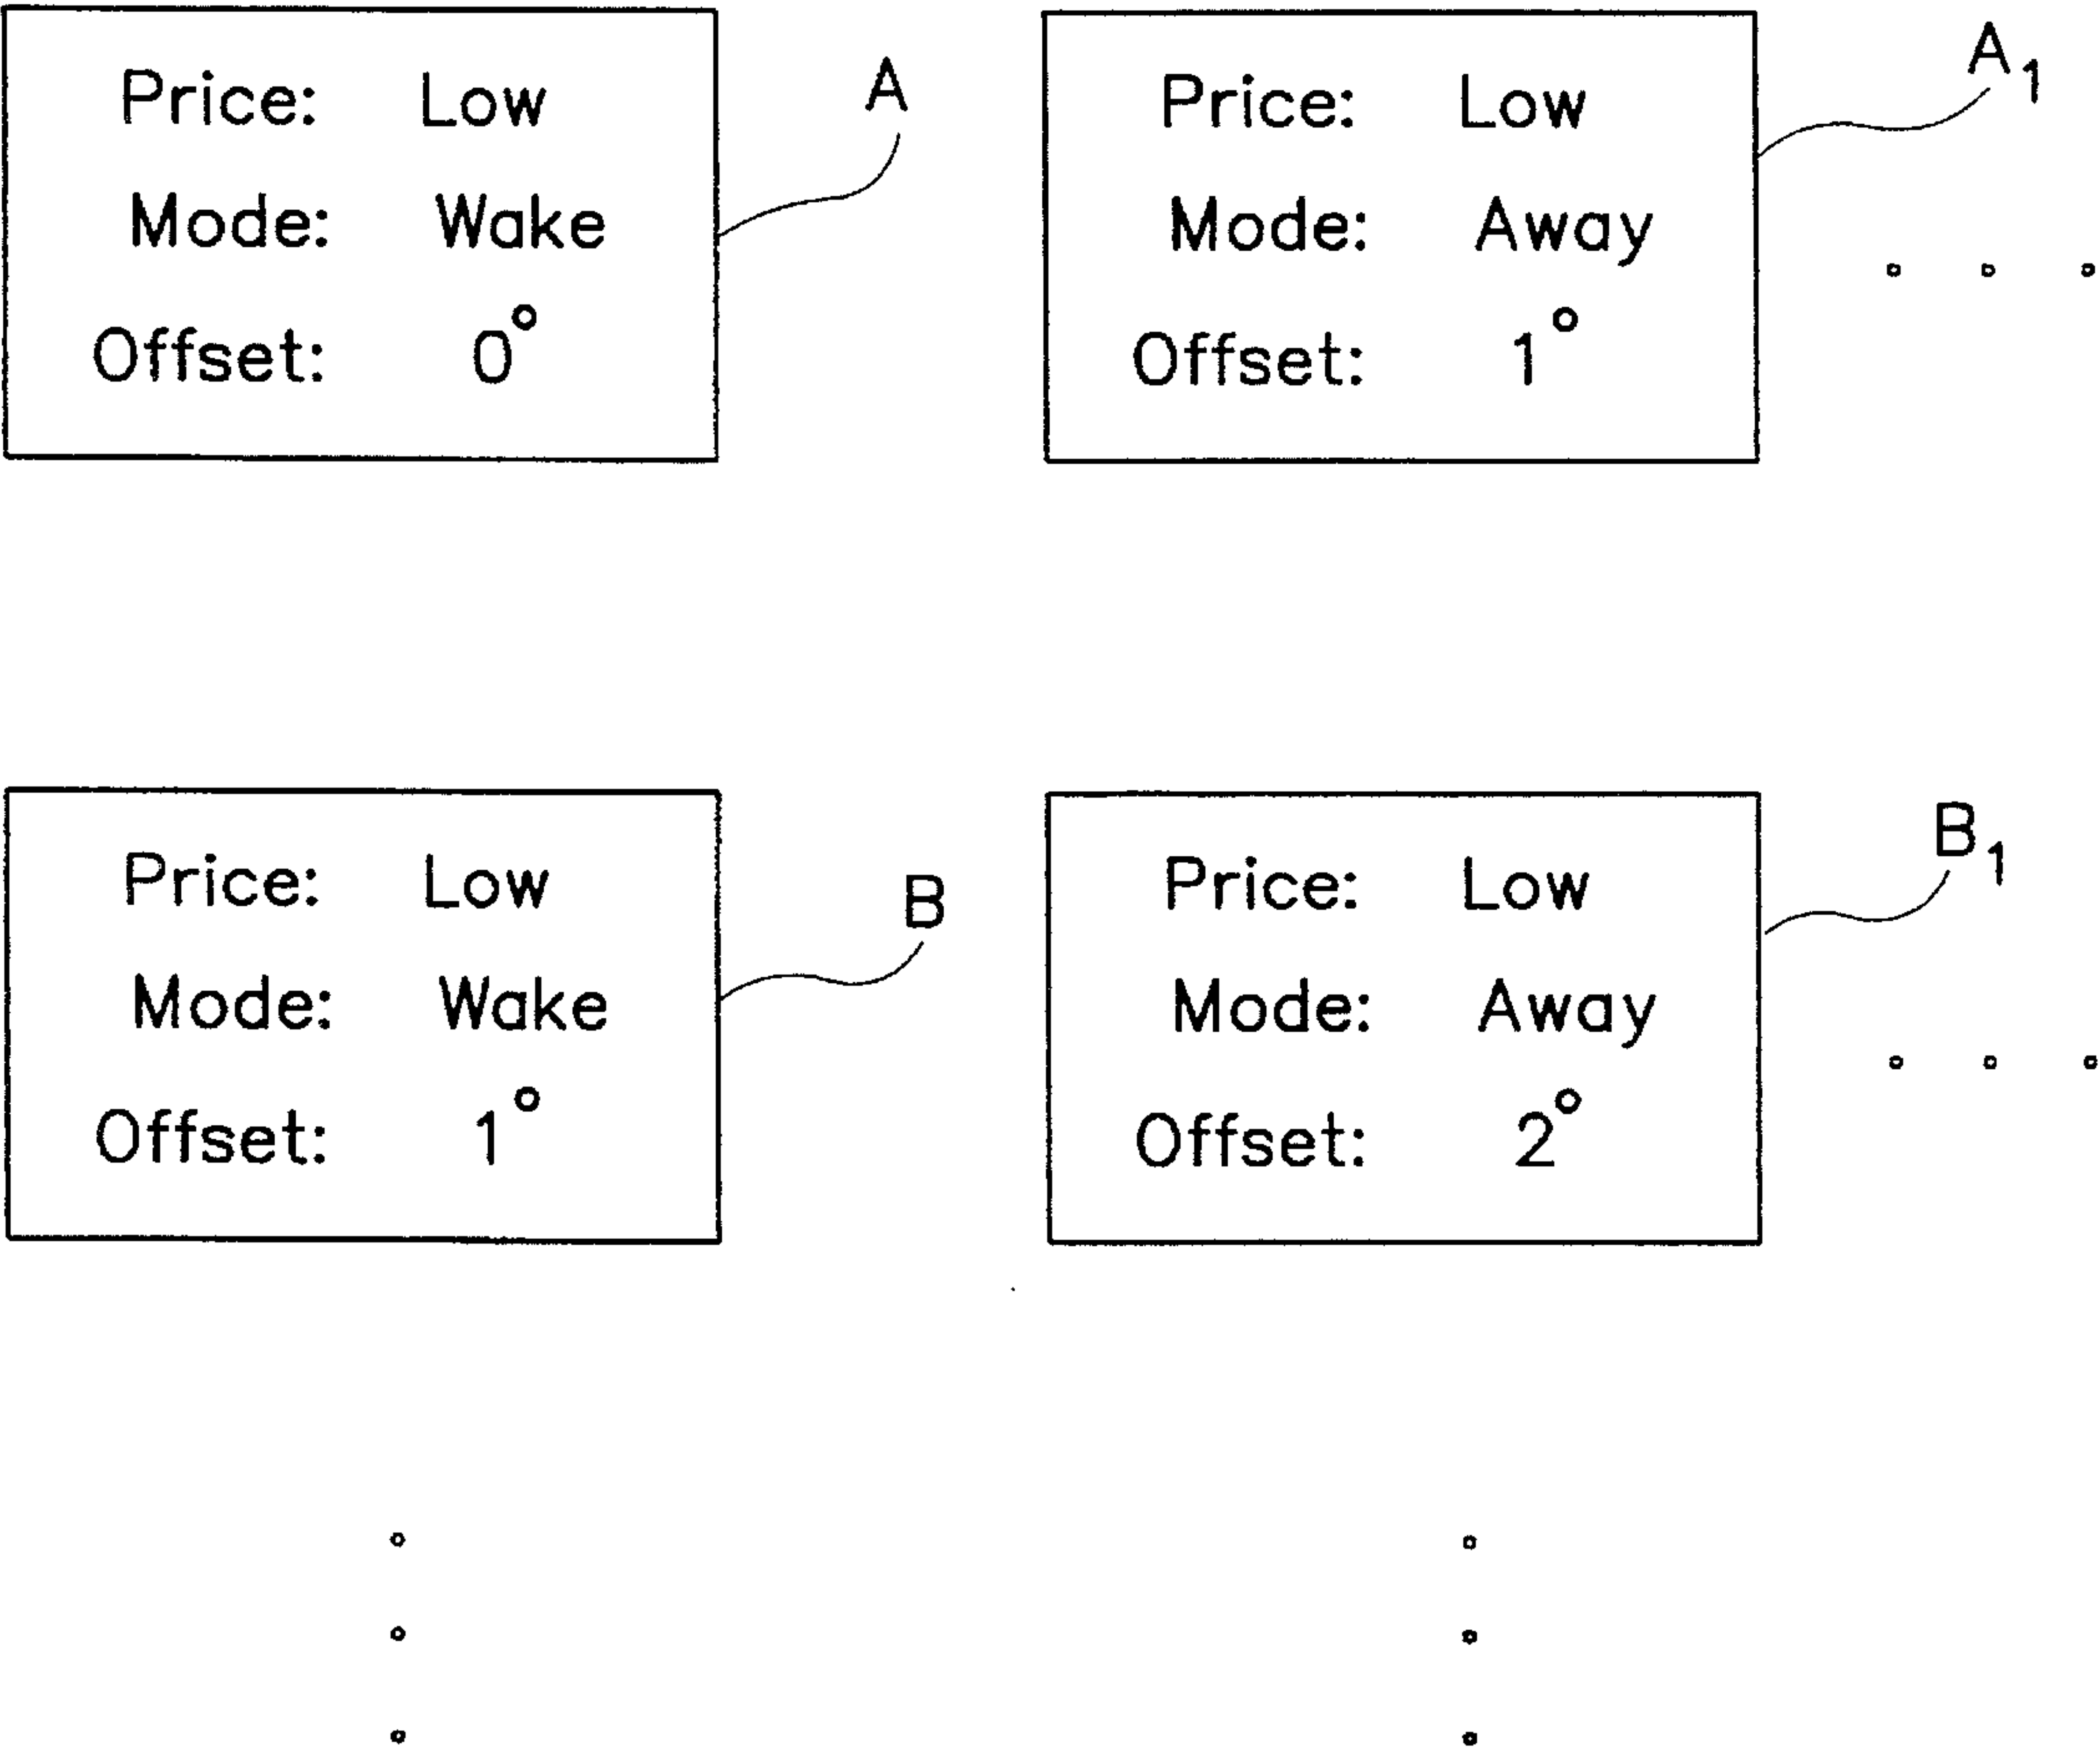 Price: Low
Mode: Wake
Offset: 0°
A
Price: Low
Mode: Away
Offset: 1°
A1
Price: Low
Mode: Wake
Offset: 1°
B
Price: Low
Mode: Away
Offset: 2°
B1